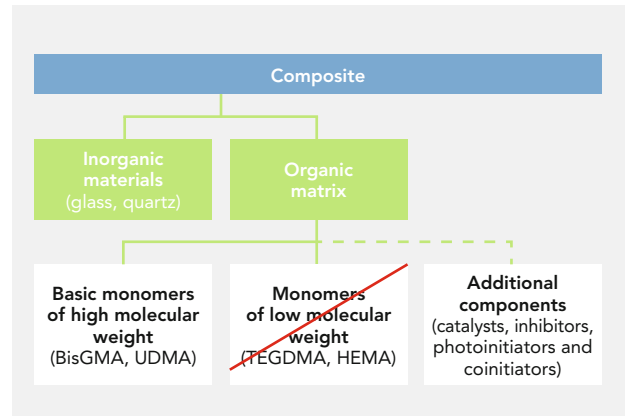 Composite
Inorganic
materials
(glass, quartz)
Organic
matrix
Basic monomers
of high molecular
weight
(BisGMA, UDMA)
Monomers
of low molecular
weight
(TEGDMA, HEMA)
Additional
components
(catalysts, inhibitors,
photoinitiators and
coinitiators)